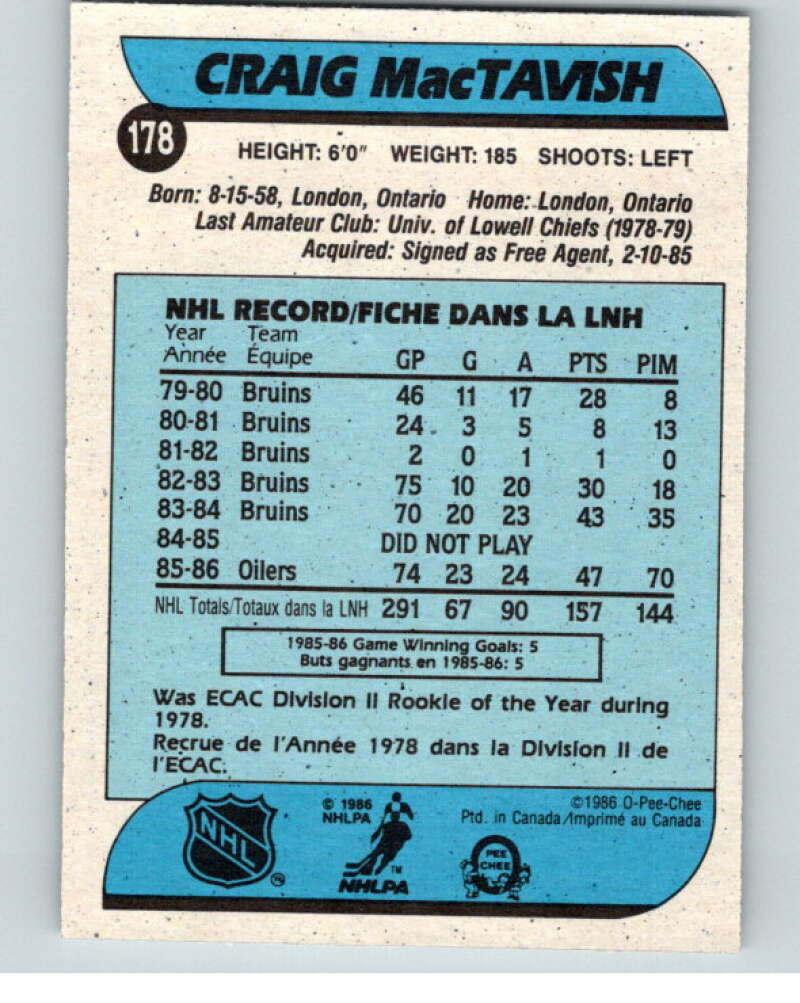 CRAIG MacTAVISH
178
HEIGHT: 6'0" WEIGHT: 185 SHOOTS: LEFT
Born: 8-15-58, London, Ontario Home: London, Ontario
Last Amateur Club: Univ. of Lowell Chiefs (1978-79)
Acquired: Signed as Free Agent, 2-10-85
NHL RECORD/FICHE DANS LA LNH
Year Team
Année Équipe GP G A PTS PIM
79-80 Bruins 46 11 17 28 8
80-81 Bruins 24 3 5 8 13
81-82 Bruins 2 0 1 1 0
82-83 Bruins 75 10 20 30 18
83-84 Bruins 70 20 23 43 35
84-85 DID NOT PLAY
85-86 Oilers 74 23 24 47 70
NHL Totals/Totaux dans la LNH 291 67 90 157 144
1985-86 Game Winning Goals: 5
Buts gagnants en 1985-86: 5
Was ECAC Division II Rookie of the Year during
1978.
Recrue de l'Année 1978 dans la Division II de
l'ECAC.
NHL
© 1986
NHLPA
TM
NHLPA
©1986 O-Pee-Chee
Ptd. in Canada/Imprimé au Canada
PEE
CHEE